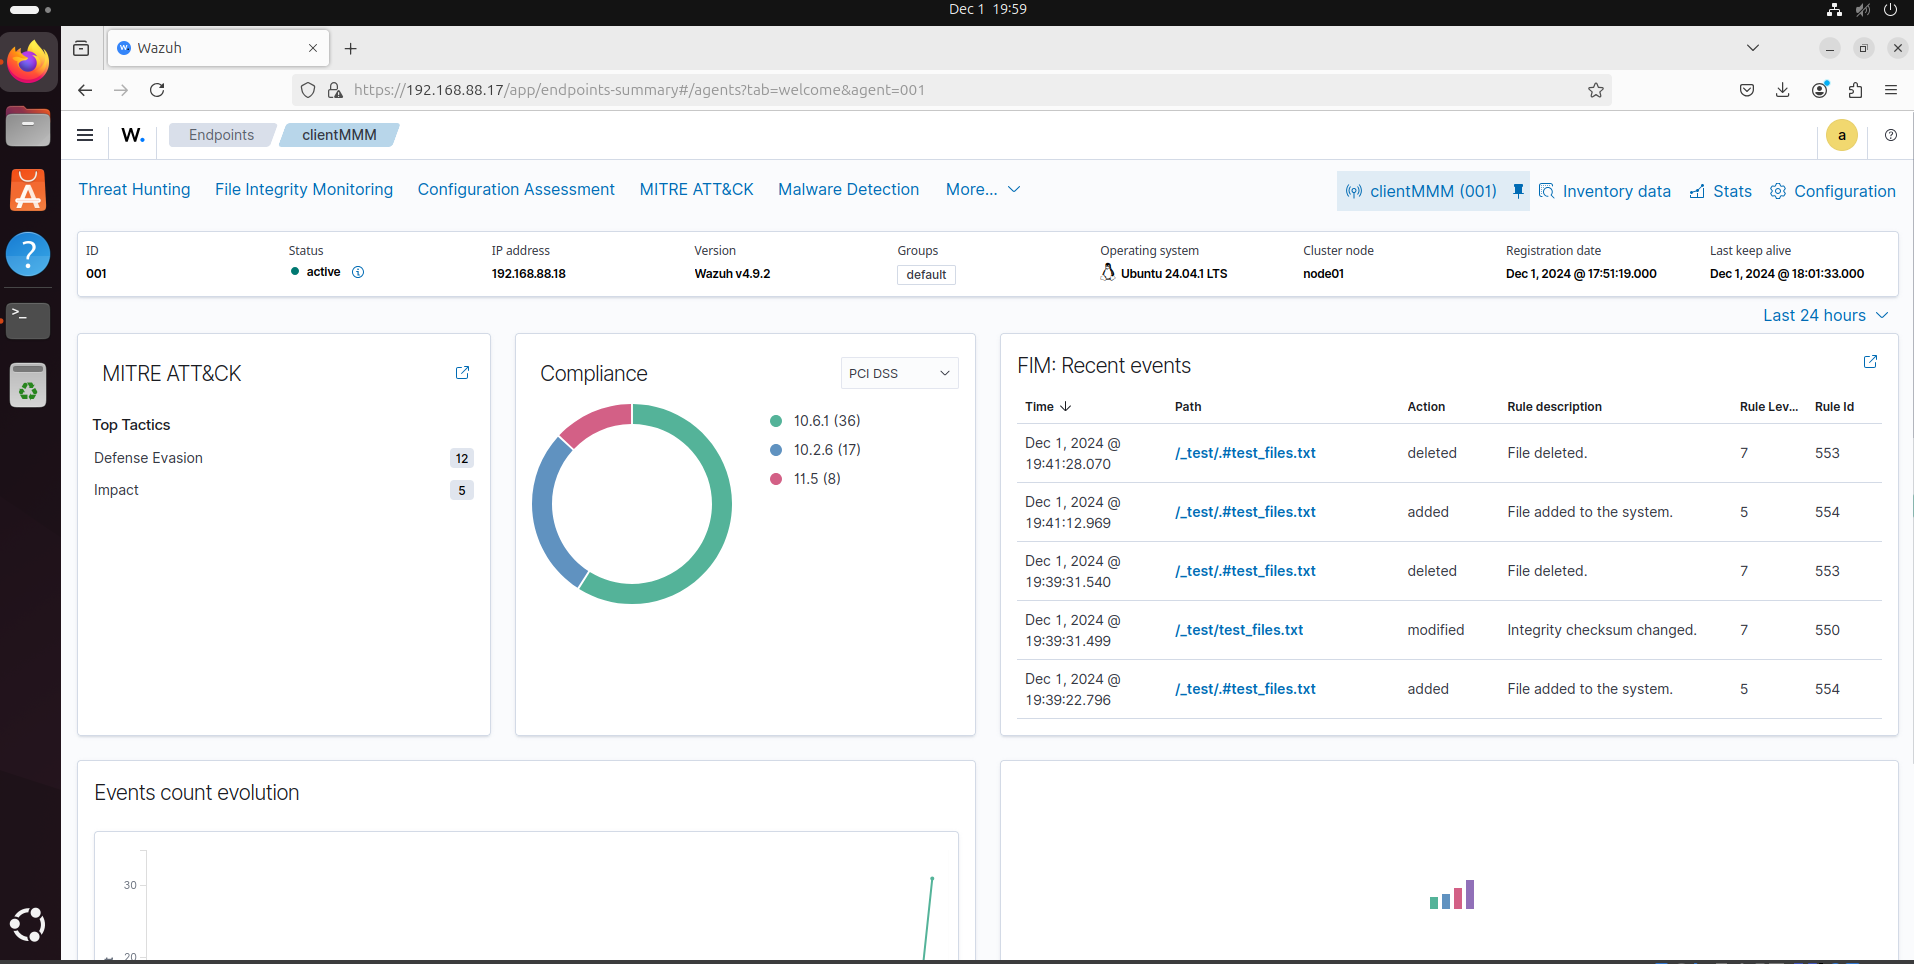 Dec 1 19:59
Wazuh
https://192.168.88.17/app/endpoints-summary#/agents?tab=welcome&agent=001
W.
Endpoints
clientMMM
a
Threat Hunting
File Integrity Monitoring
Configuration Assessment
MITRE ATT&CK
Malware Detection
More...
clientMMM (001)
Inventory data
Stats
Configuration
ID
Status
IP address
Version
Groups
Operating system
Cluster node
Registration date
Last keep alive
001
active
192.168.88.18
Wazuh v4.9.2
default
Ubuntu 24.04.1 LTS
node01
Dec 1, 2024 @ 17:51:19.000
Dec 1, 2024 @ 18:01:33.000
Last 24 hours
MITRE ATT&CK
Top Tactics
Defense Evasion 12
Impact 5
Compliance
PCI DSS
10.6.1 (36)
10.2.6 (17)
11.5 (8)
FIM: Recent events
Time Path Action Rule description Rule Lev... Rule Id
Dec 1, 2024 @
19:41:28.070
/_test/.#test_files.txt deleted File deleted. 7 553
Dec 1, 2024 @
19:41:12.969
/_test/.#test_files.txt added File added to the system. 5 554
Dec 1, 2024 @
19:39:31.540
/_test/.#test_files.txt deleted File deleted. 7 553
Dec 1, 2024 @
19:39:31.499
/_test/test_files.txt modified Integrity checksum changed. 7 550
Dec 1, 2024 @
19:39:22.796
/_test/.#test_files.txt added File added to the system. 5 554
Events count evolution
30
20